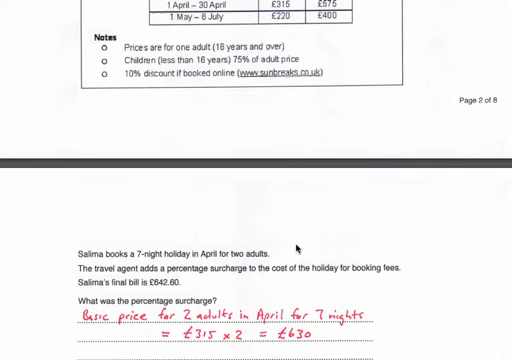 1 April – 30 April £315 £575
1 May – 8 July £220 £400
Notes
o Prices are for one adult (16 years and over)
o Children (less than 16 years) 75% of adult price
o 10% discount if booked online (www.sunbreaks.co.uk)
Page 2 of 8
Salima books a 7-night holiday in April for two adults.
The travel agent adds a percentage surcharge to the cost of the holiday for booking fees.
Salima's final bill is £642.60.
What was the percentage surcharge?
Basic price for 2 adults in April for 7 nights
= £315 x 2 = £630